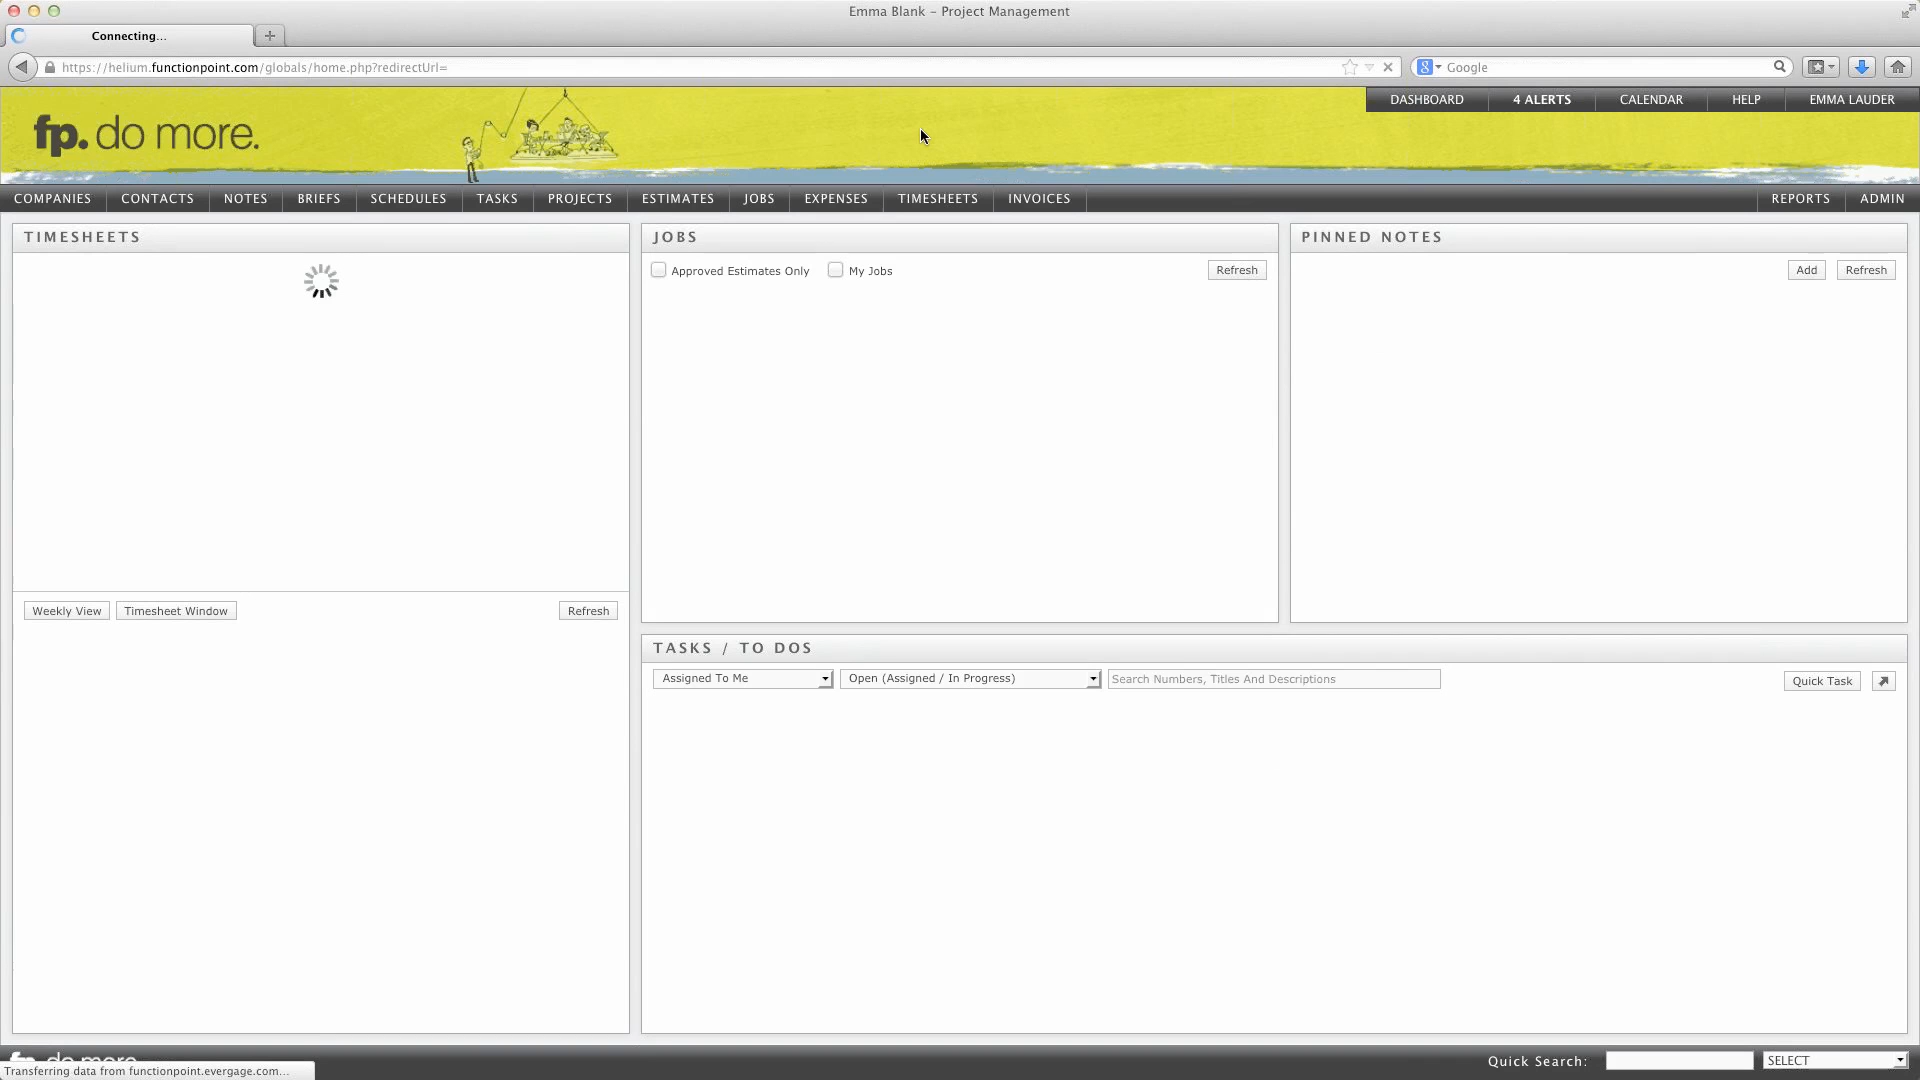 Emma Blank – Project Management
Connecting...
https://helium.functionpoint.com/globals/home.php?redirectUrl=
Google
DASHBOARD
4 ALERTS
CALENDAR
HELP
EMMA LAUDER
fp. do more.
COMPANIES
CONTACTS
NOTES
BRIEFS
SCHEDULES
TASKS
PROJECTS
ESTIMATES
JOBS
EXPENSES
TIMESHEETS
INVOICES
REPORTS
ADMIN
TIMESHEETS
JOBS
PINNED NOTES
Approved Estimates Only
My Jobs
Refresh
Add
Refresh
Weekly View
Timesheet Window
Refresh
TASKS / TO DOS
Assigned To Me
Open (Assigned / In Progress)
Search Numbers, Titles And Descriptions
Quick Task
fp. do more.
Quick Search:
SELECT
Transferring data from functionpoint.evergage.com...